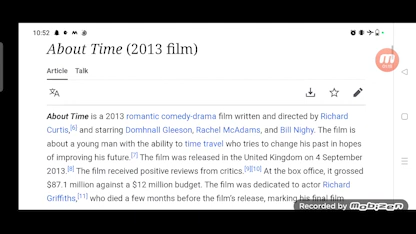 10:52
About Time (2013 film)
Article Talk
About Time is a 2013 romantic comedy-drama film written and directed by Richard
Curtis,[6] and starring Domhnall Gleeson, Rachel McAdams, and Bill Nighy. The film is
about a young man with the ability to time travel who tries to change his past in hopes
of improving his future.[7] The film was released in the United Kingdom on 4 September
2013.[8] The film received positive reviews from critics.[9][10] At the box office, it grossed
$87.1 million against a $12 million budget. The film was dedicated to actor Richard
Griffiths,[11] who died a few months before the film's release, marking his final film
Recorded by MOBIZEN